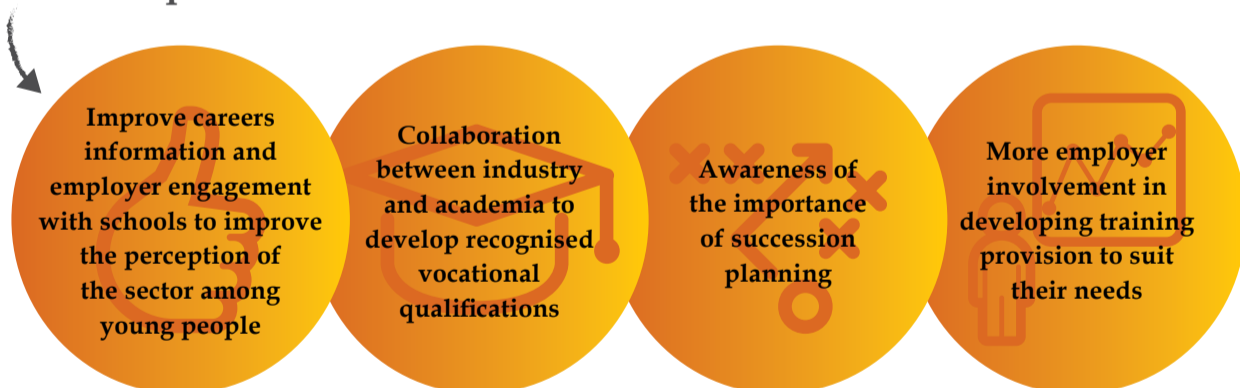 Improve careers
information and
employer engagement
with schools to improve
the perception of
the sector among
young people
Collaboration
between industry
and academia to
develop recognised
vocational
qualifications
Awareness of
the importance
of succession
planning
More employer
involvement in
developing training
provision to suit
their needs